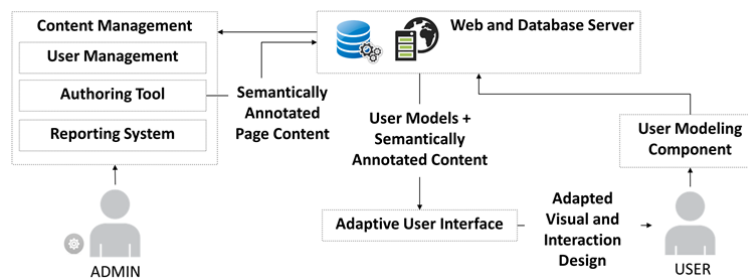 Content Management
User Management
Authoring Tool
Reporting System
ADMIN
Semantically
Annotated
Page Content
Web and Database Server
User Models +
Semantically
Annotated Content
Adaptive User Interface
Adapted
Visual and
Interaction
Design
User Modeling
Component
USER